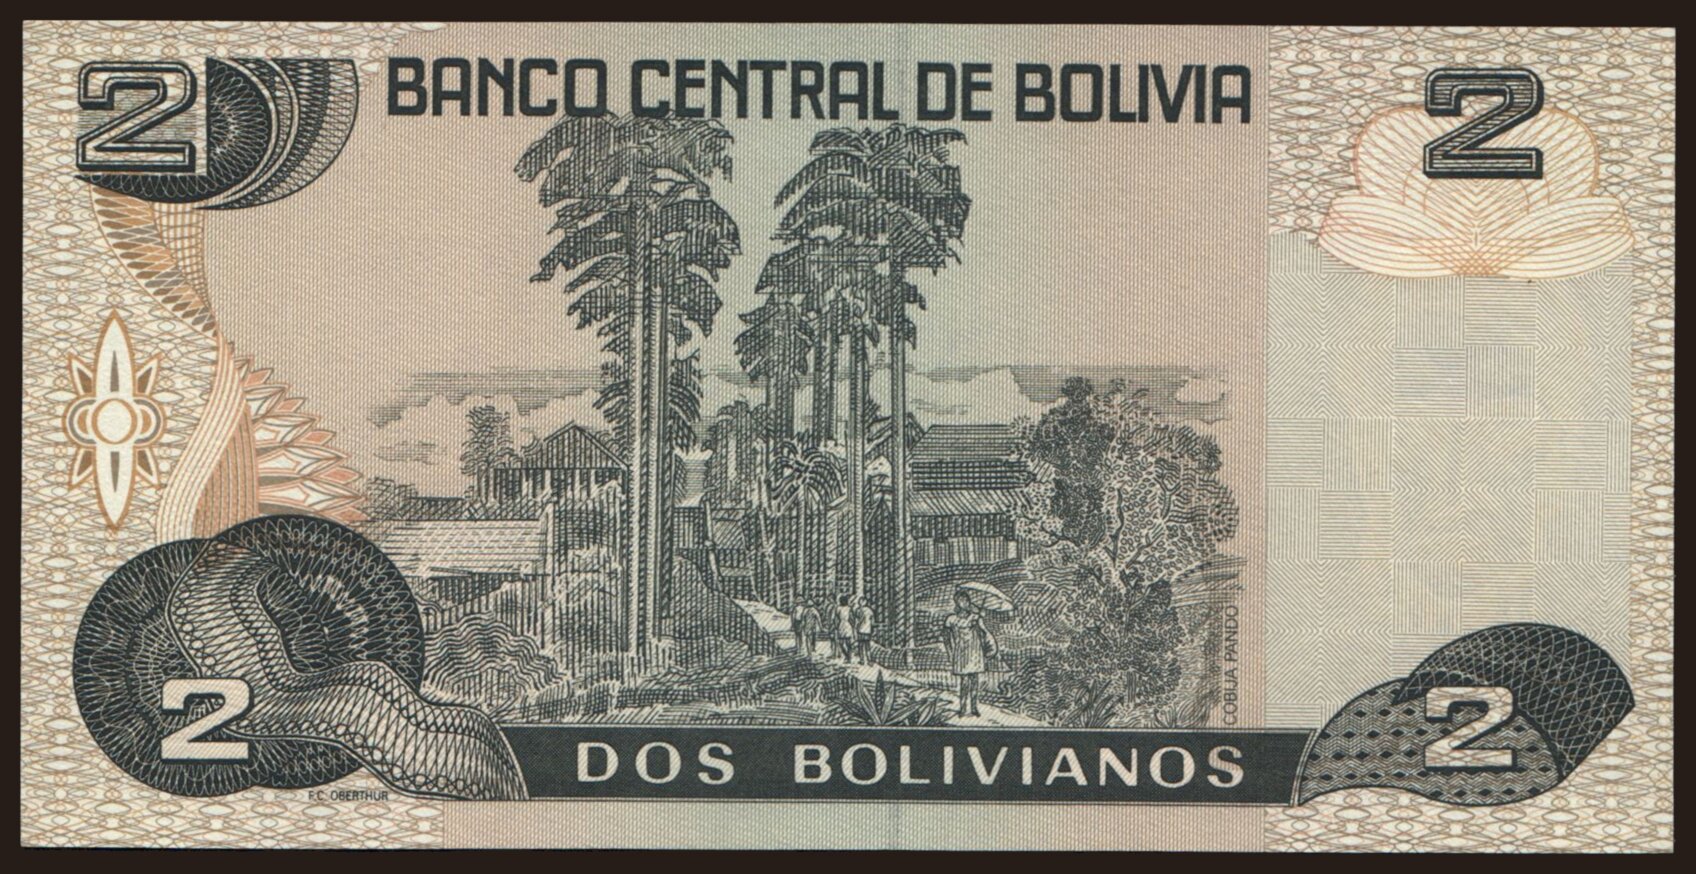 2
BANCO CENTRAL DE BOLIVIA
2
COBIJA PANDO
2
DOS BOLIVIANOS
2
F.C. OBERTHUR